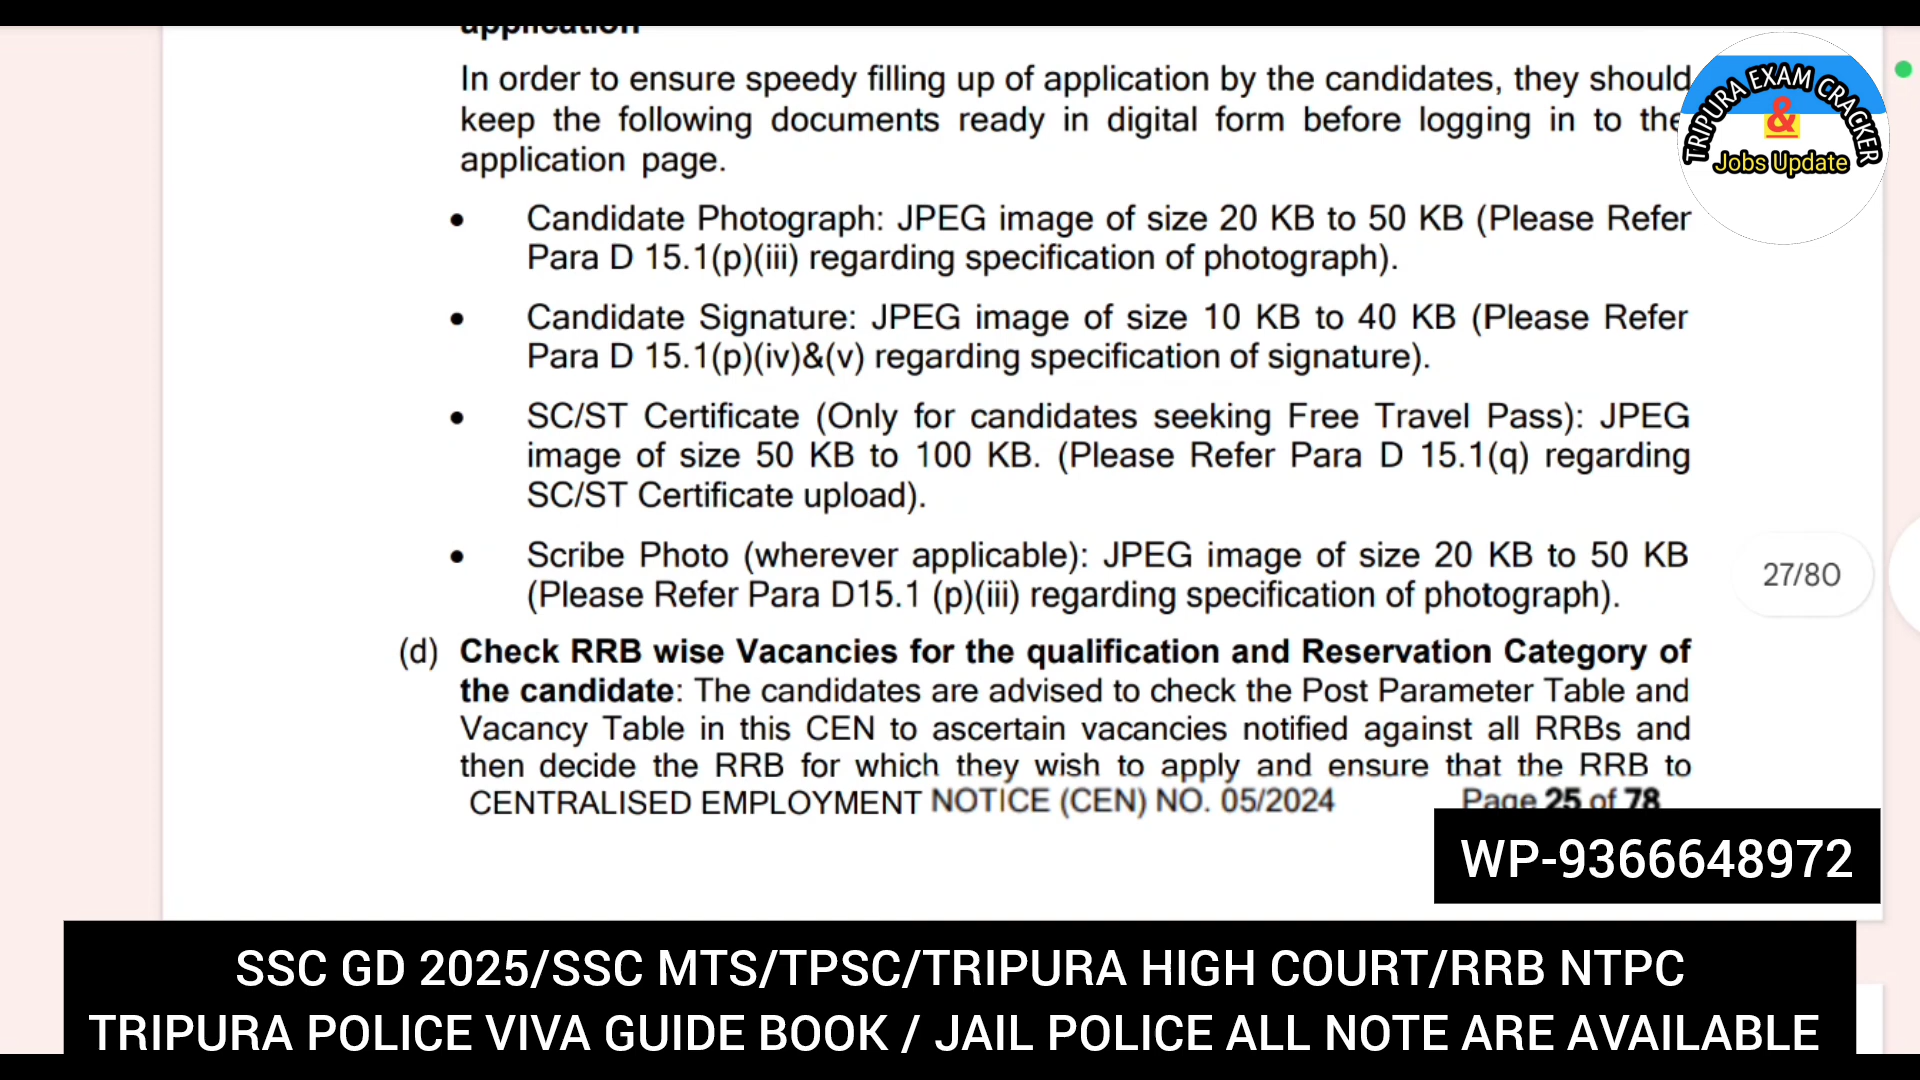 application
In order to ensure speedy filling up of application by the candidates, they should
keep the following documents ready in digital form before logging in to the
application page.
• Candidate Photograph: JPEG image of size 20 KB to 50 KB (Please Refer
Para D 15.1(p)(iii) regarding specification of photograph).
• Candidate Signature: JPEG image of size 10 KB to 40 KB (Please Refer
Para D 15.1(p)(iv)&(v) regarding specification of signature).
• SC/ST Certificate (Only for candidates seeking Free Travel Pass): JPEG
image of size 50 KB to 100 KB. (Please Refer Para D 15.1(q) regarding
SC/ST Certificate upload).
• Scribe Photo (wherever applicable): JPEG image of size 20 KB to 50 KB
(Please Refer Para D15.1 (p)(iii) regarding specification of photograph).
(d) Check RRB wise Vacancies for the qualification and Reservation Category of
the candidate: The candidates are advised to check the Post Parameter Table and
Vacancy Table in this CEN to ascertain vacancies notified against all RRBs and
then decide the RRB for which they wish to apply and ensure that the RRB to
CENTRALISED EMPLOYMENT NOTICE (CEN) NO. 05/2024 Page 25 of 78
TRIPURA EXAM CRACKER
&
Jobs Update
27/80
WP-9366648972
SSC GD 2025/SSC MTS/TPSC/TRIPURA HIGH COURT/RRB NTPC
TRIPURA POLICE VIVA GUIDE BOOK / JAIL POLICE ALL NOTE ARE AVAILABLE